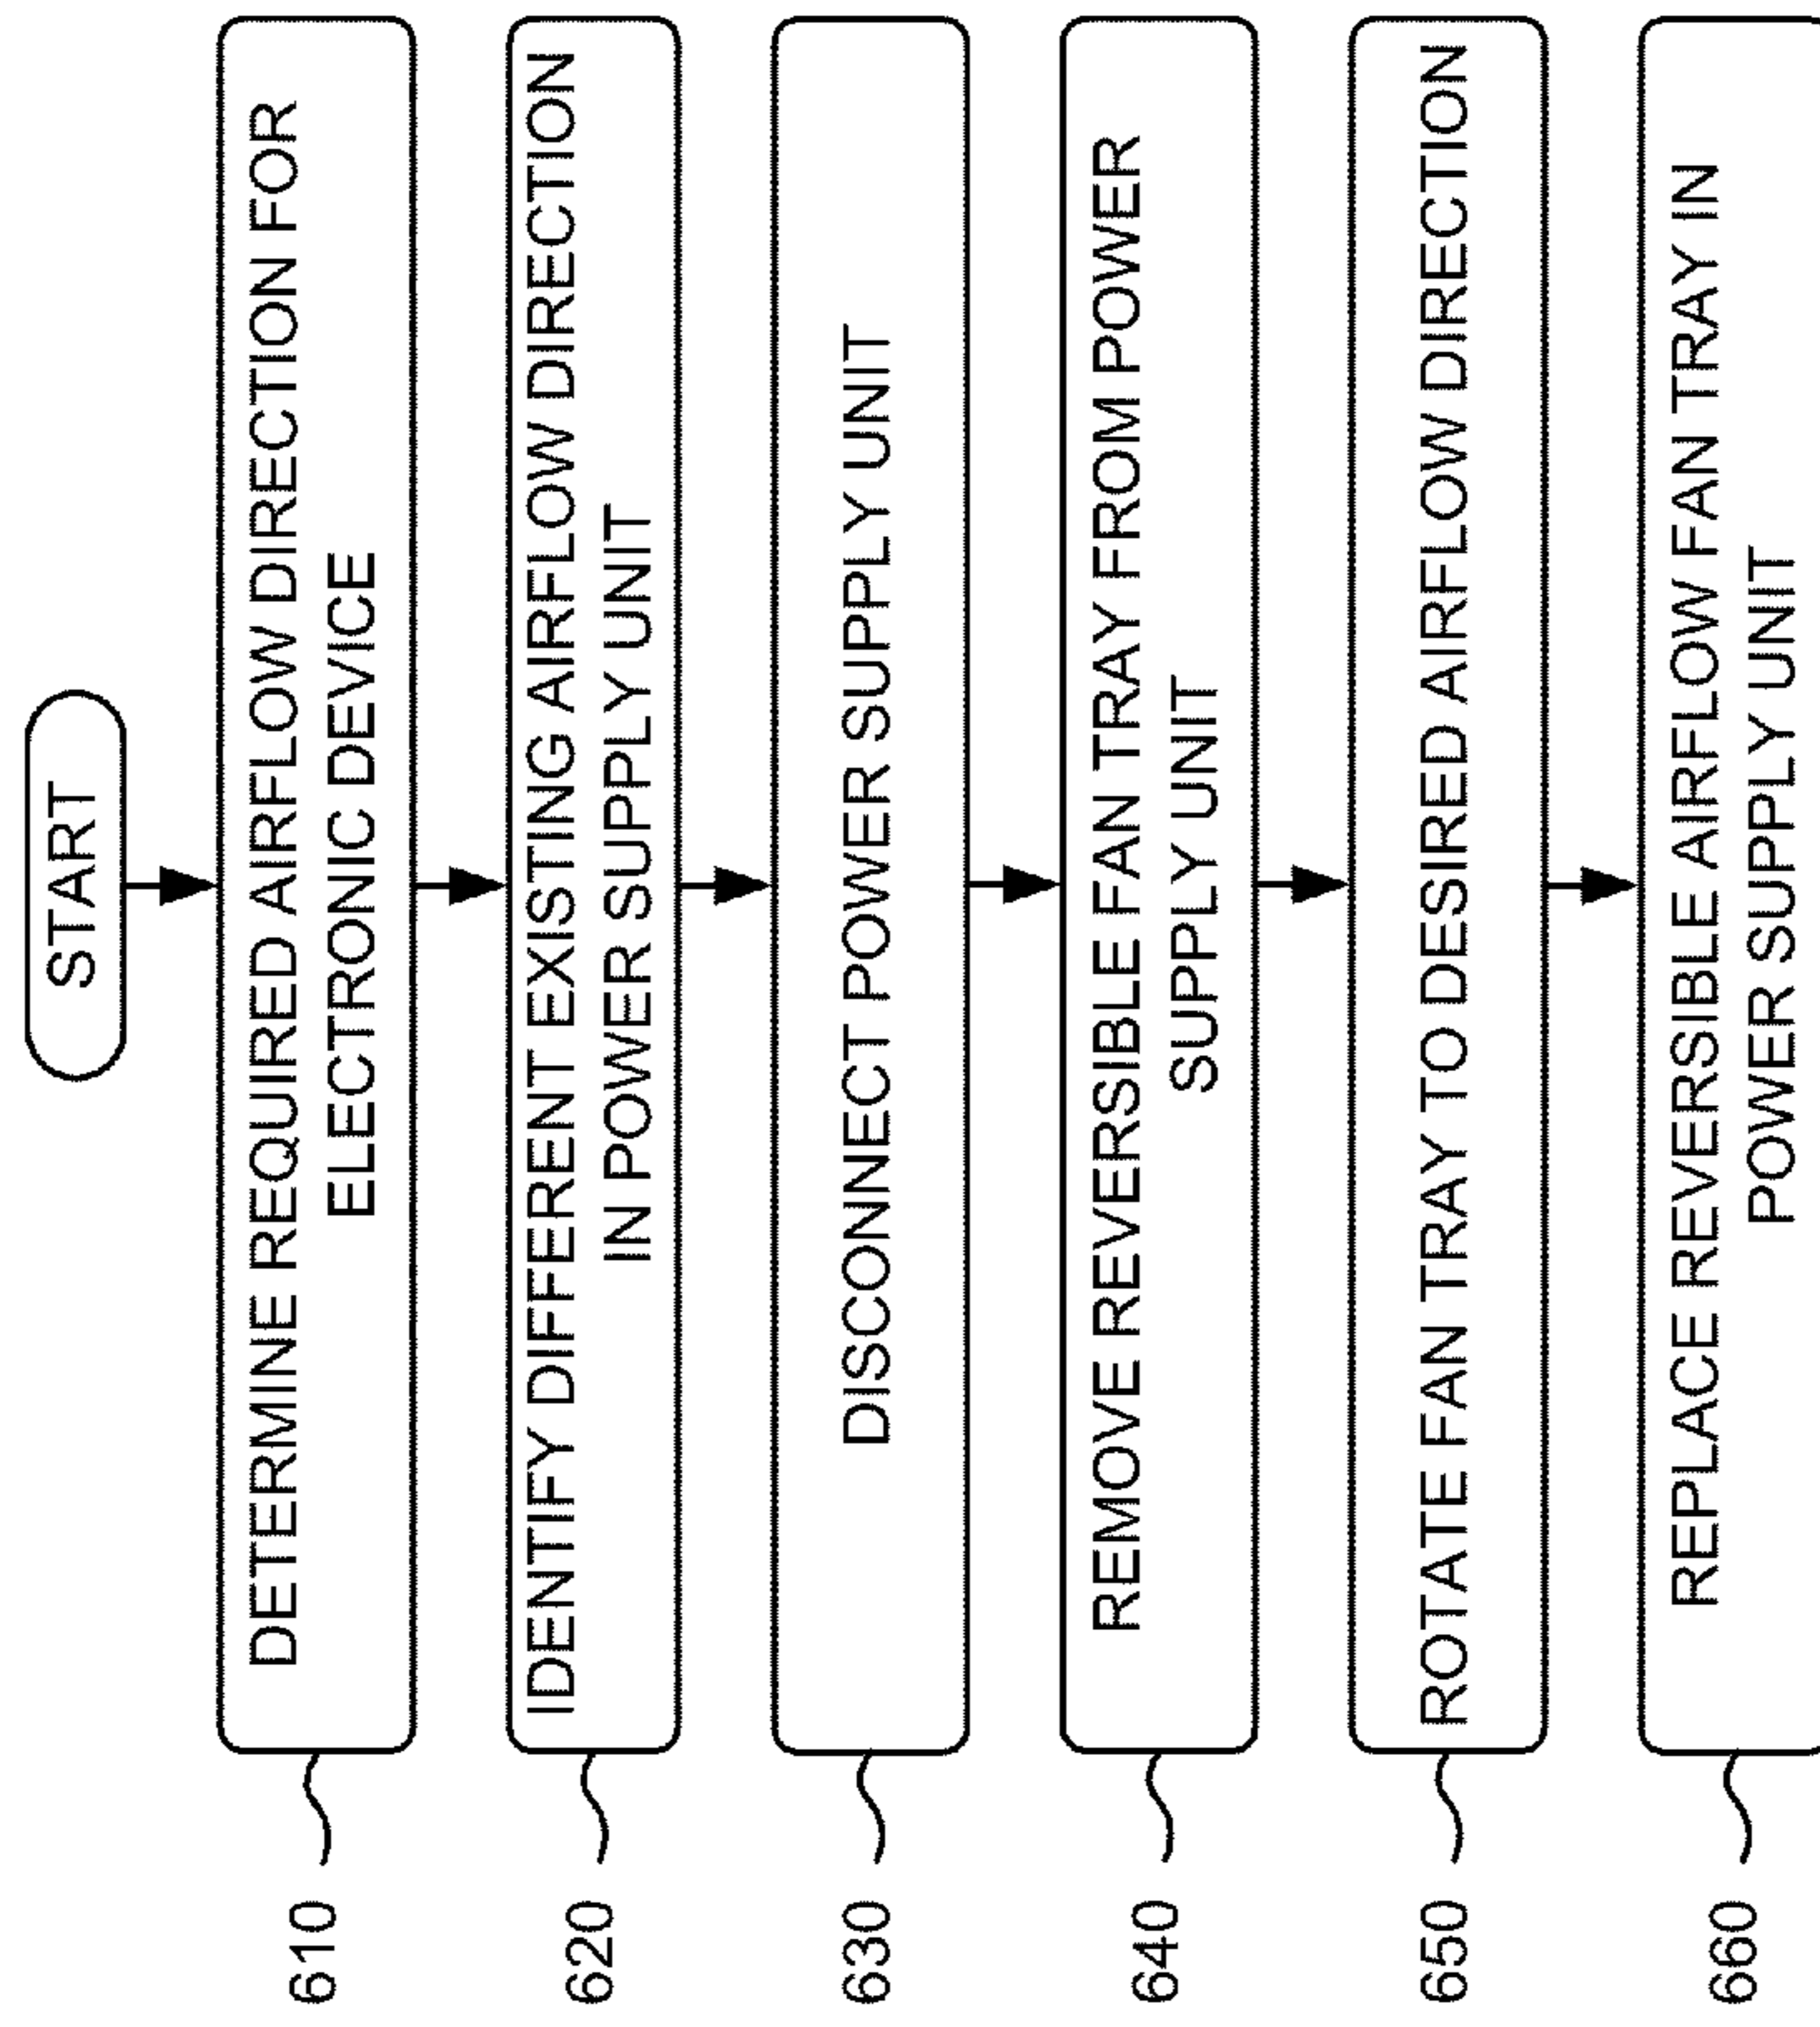 START
610
DETERMINE REQUIRED AIRFLOW DIRECTION FOR
ELECTRONIC DEVICE
620
IDENTIFY DIFFERENT EXISTING AIRFLOW DIRECTION
IN POWER SUPPLY UNIT
630
DISCONNECT POWER SUPPLY UNIT
640
REMOVE REVERSIBLE FAN TRAY FROM POWER
SUPPLY UNIT
650
ROTATE FAN TRAY TO DESIRED AIRFLOW DIRECTION
660
REPLACE REVERSIBLE AIRFLOW FAN TRAY IN
POWER SUPPLY UNIT